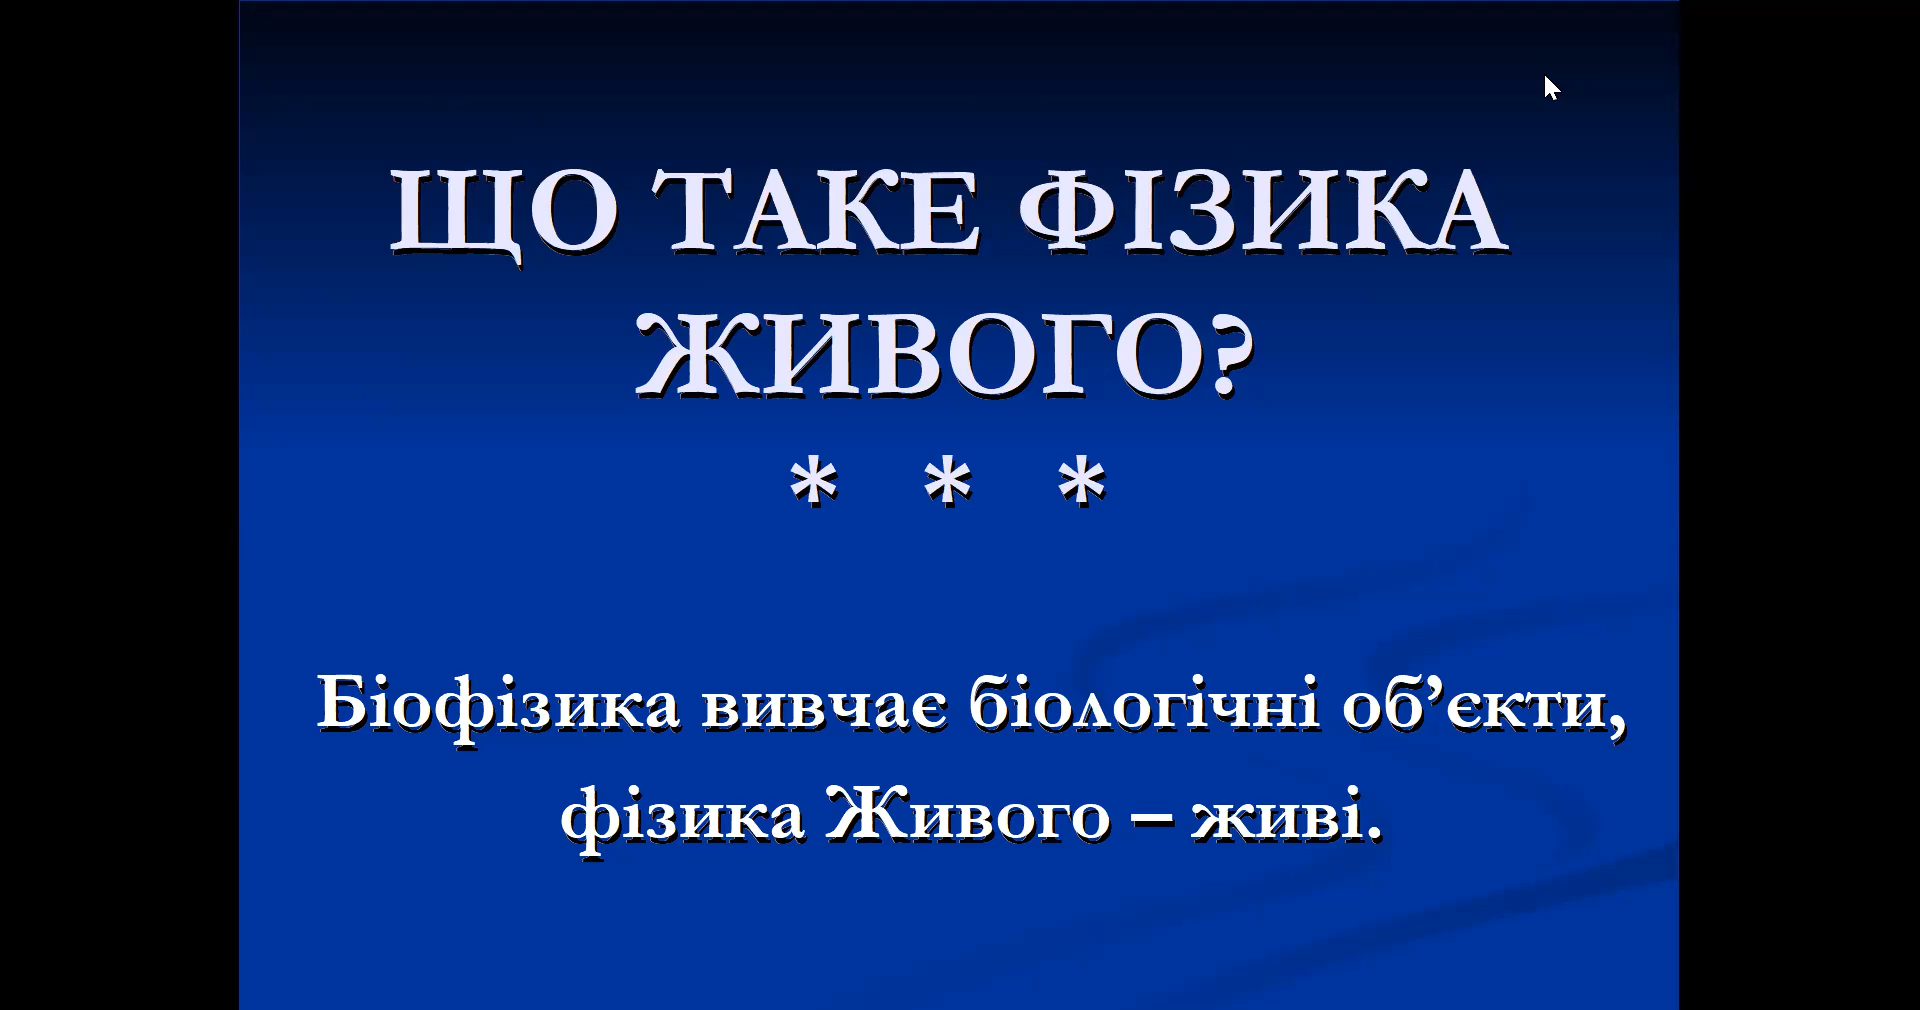 ЩО ТАКЕ ФІЗИКА
ЖИВОГО?
* * *
Біофізика вивчає біологічні об’єкти,
фізика Живого – живі.